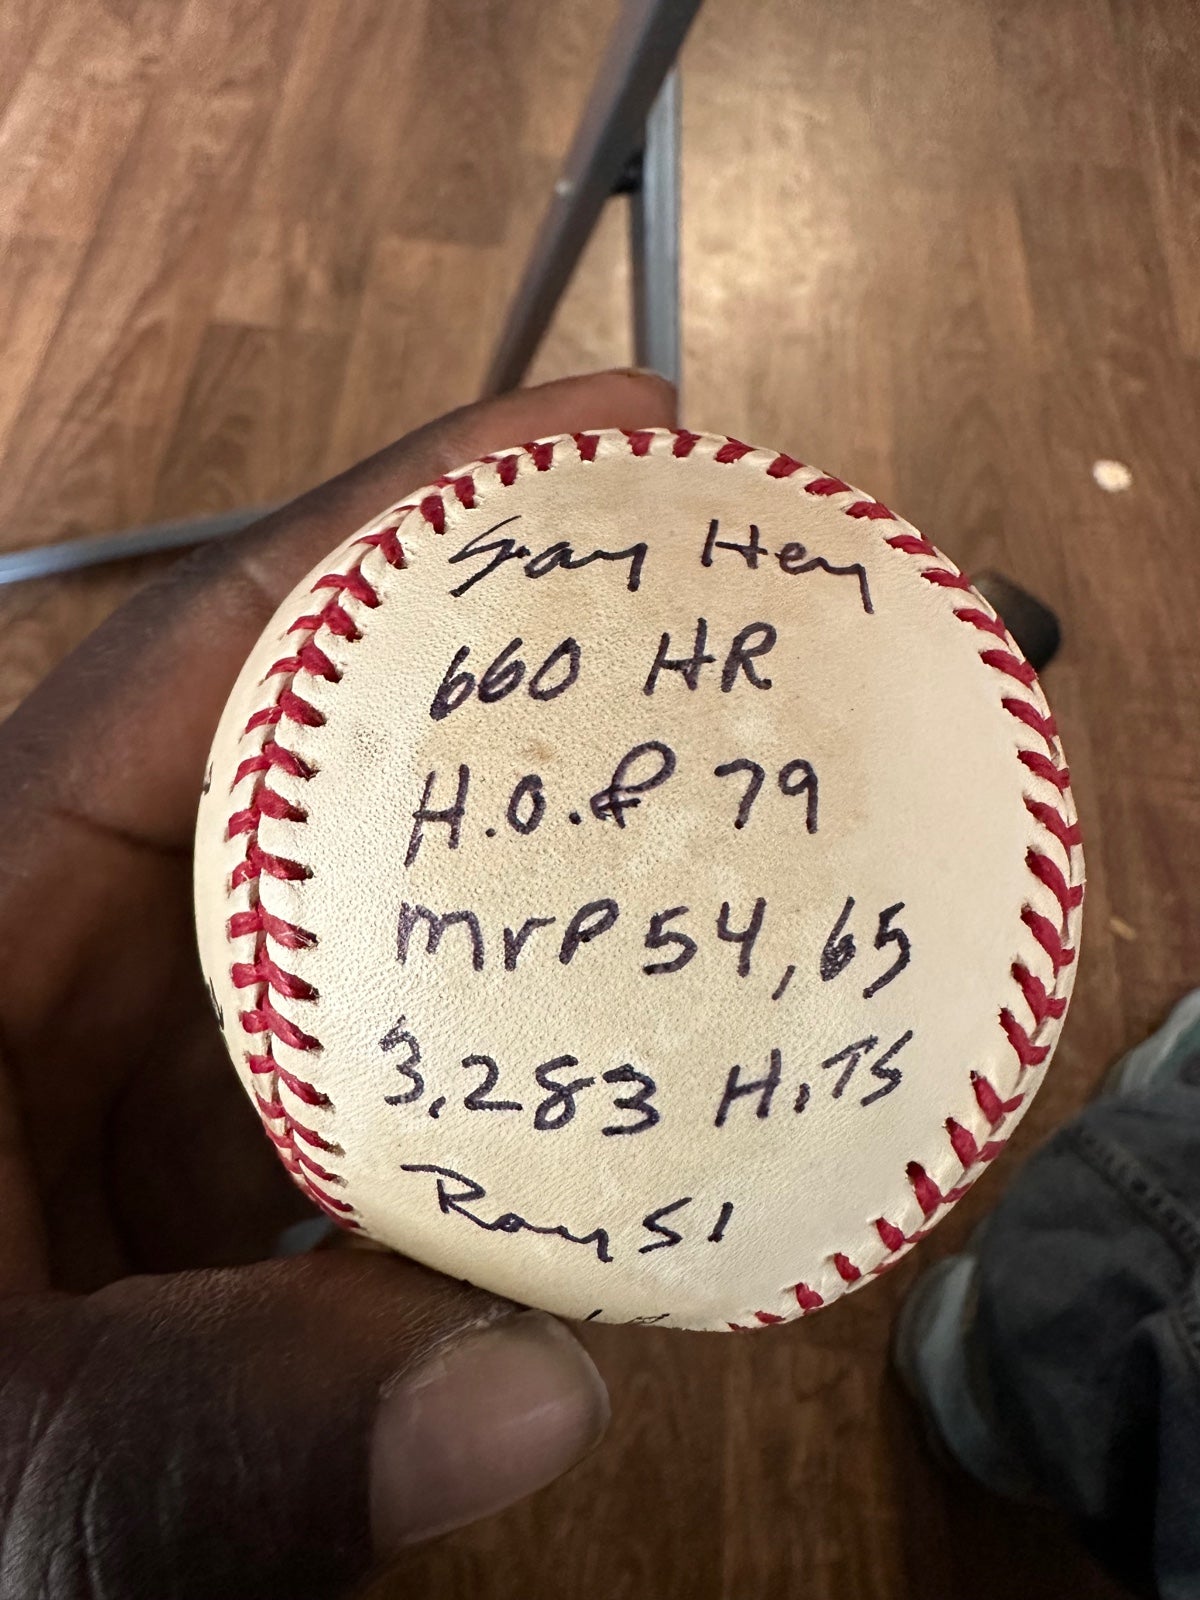 Say Hey
660 HR
H.O.F 79
MVP 54,65
3,283 HiTS
Roy 51